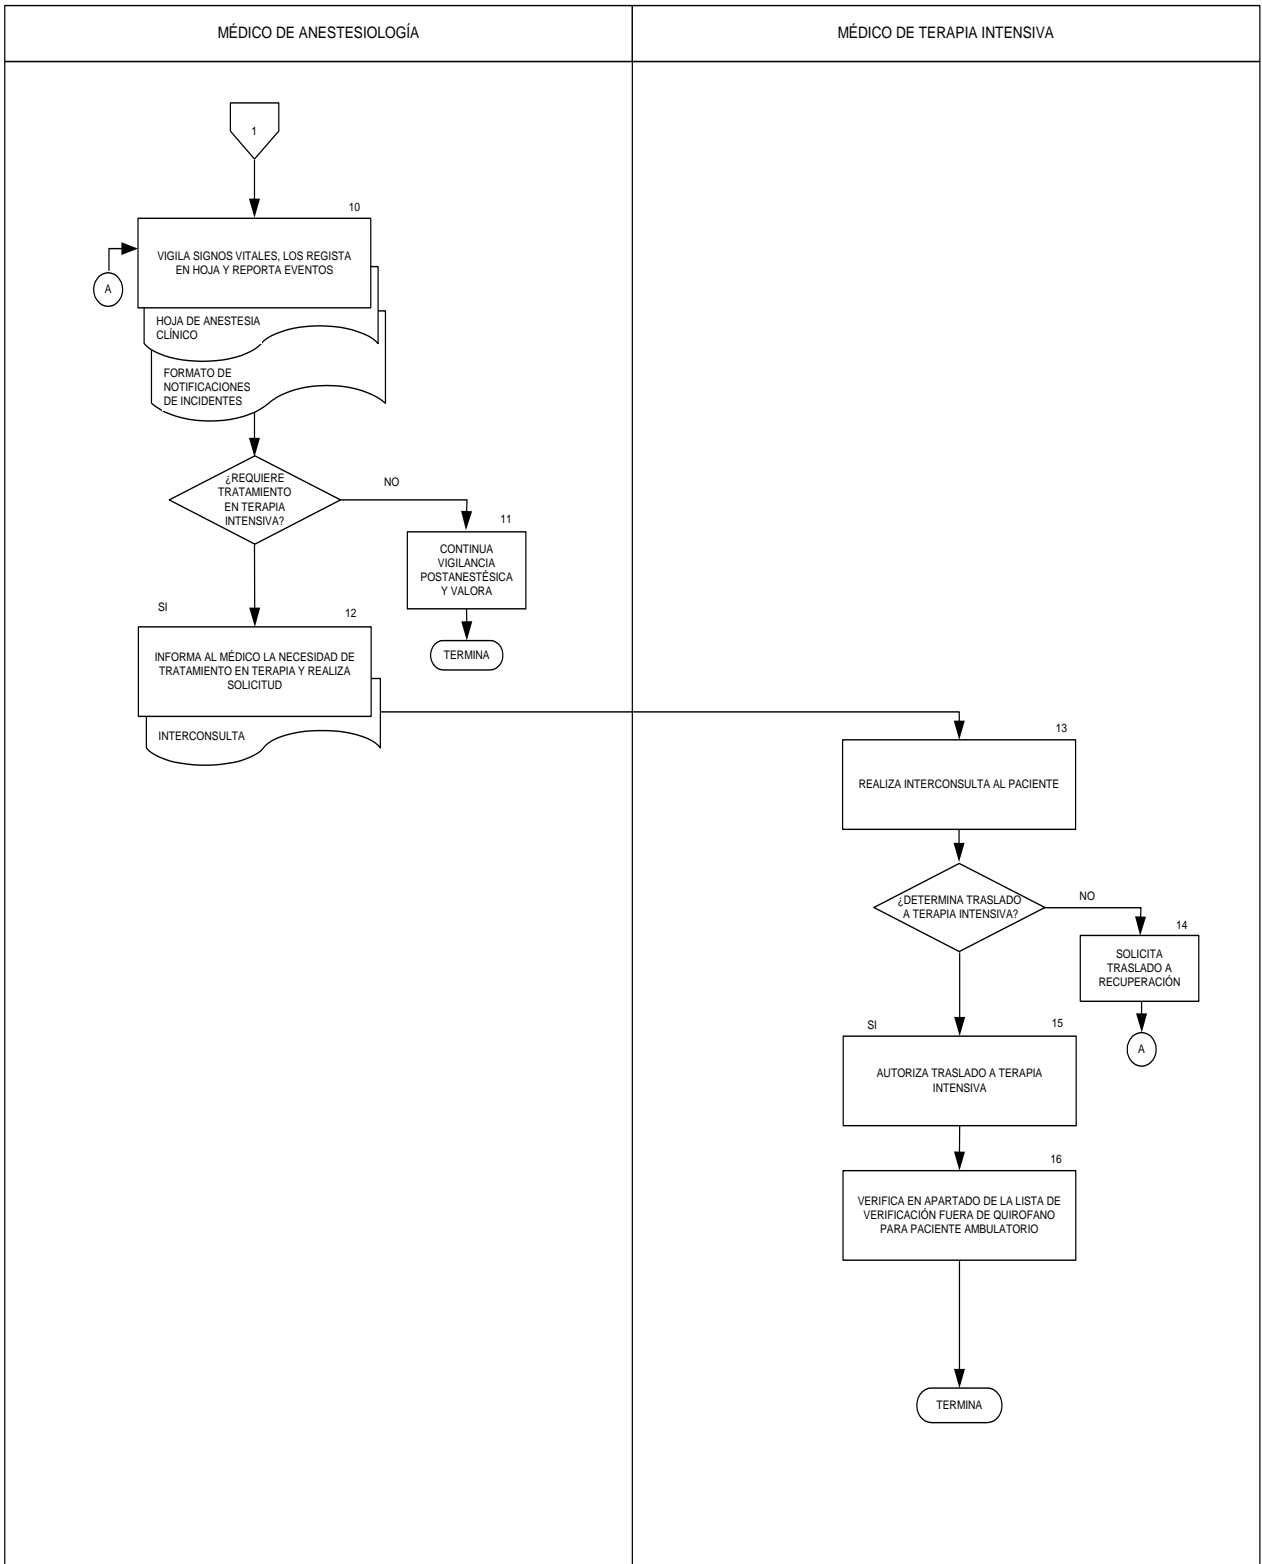 MÉDICO DE ANESTESIOLOGÍA
MÉDICO DE TERAPIA INTENSIVA
1
10
VIGILA SIGNOS VITALES, LOS REGISTA
EN HOJA Y REPORTA EVENTOS
A
HOJA DE ANESTESIA
CLÍNICO
FORMATO DE
NOTIFICACIONES
DE INCIDENTES
¿REQUIERE
TRATAMIENTO
EN TERAPIA
INTENSIVA?
NO
11
CONTINUA
VIGILANCIA
POSTANESTÉSICA
Y VALORA
TERMINA
SI
12
INFORMA AL MÉDICO LA NECESIDAD DE
TRATAMIENTO EN TERAPIA Y REALIZA
SOLICITUD
INTERCONSULTA
13
REALIZA INTERCONSULTA AL PACIENTE
¿DETERMINA TRASLADO
A TERAPIA INTENSIVA?
NO
14
SOLICITA
TRASLADO A
RECUPERACIÓN
A
SI
15
AUTORIZA TRASLADO A TERAPIA
INTENSIVA
16
VERIFICA EN APARTADO DE LA LISTA DE
VERIFICACIÓN FUERA DE QUIROFANO
PARA PACIENTE AMBULATORIO
TERMINA